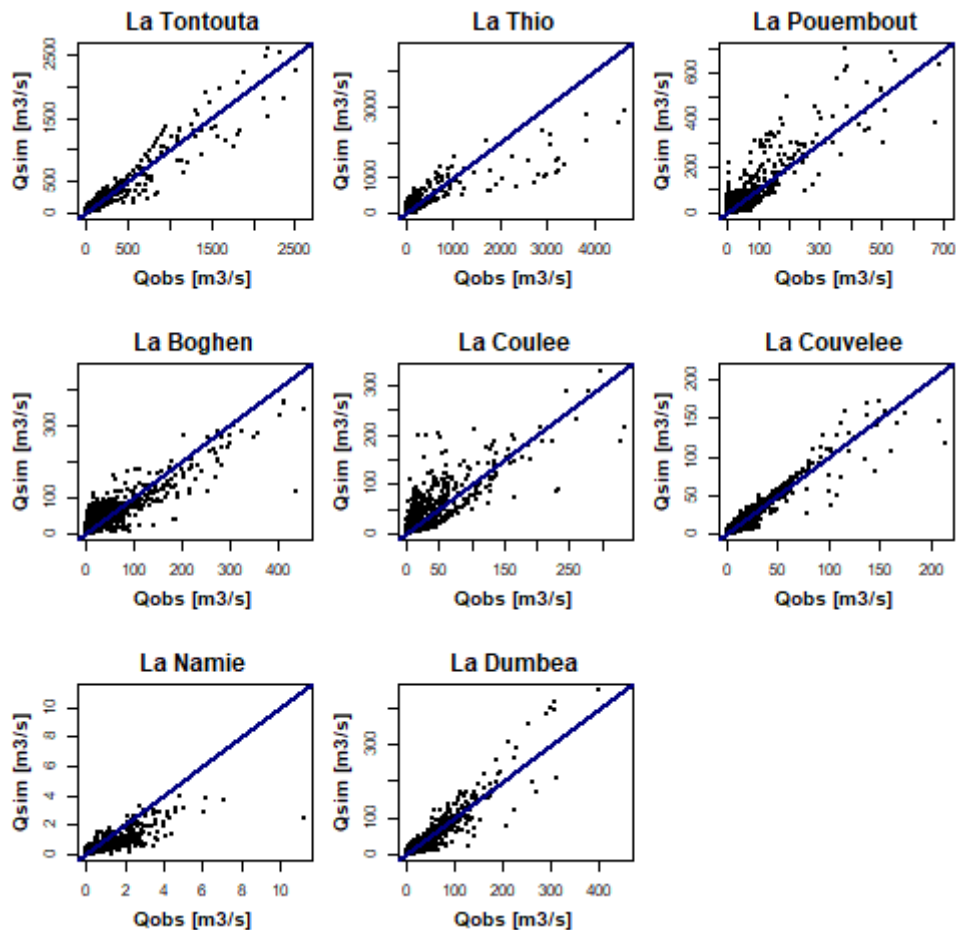 La Tontouta
La Thio
La Pouembout
Qsim [m3/s]
0 500 1500 2500
0 500 1500 2500
Qobs [m3/s]
Qsim [m3/s]
0 1000 3000
0 1000 2000 3000 4000
Qobs [m3/s]
Qsim [m3/s]
0 200 400 600
0 100 300 500 700
Qobs [m3/s]
La Boghen
La Coulee
La Couvelee
Qsim [m3/s]
0 100 300
0 100 200 300 400
Qobs [m3/s]
Qsim [m3/s]
0 50 100 200 300
0 50 150 250
Qobs [m3/s]
Qsim [m3/s]
0 50 100 200
0 50 100 150 200
Qobs [m3/s]
La Namie
La Dumbea
Qsim [m3/s]
0 2 4 6 8 10
0 2 4 6 8 10
Qobs [m3/s]
Qsim [m3/s]
0 100 300
0 100 200 300 400
Qobs [m3/s]